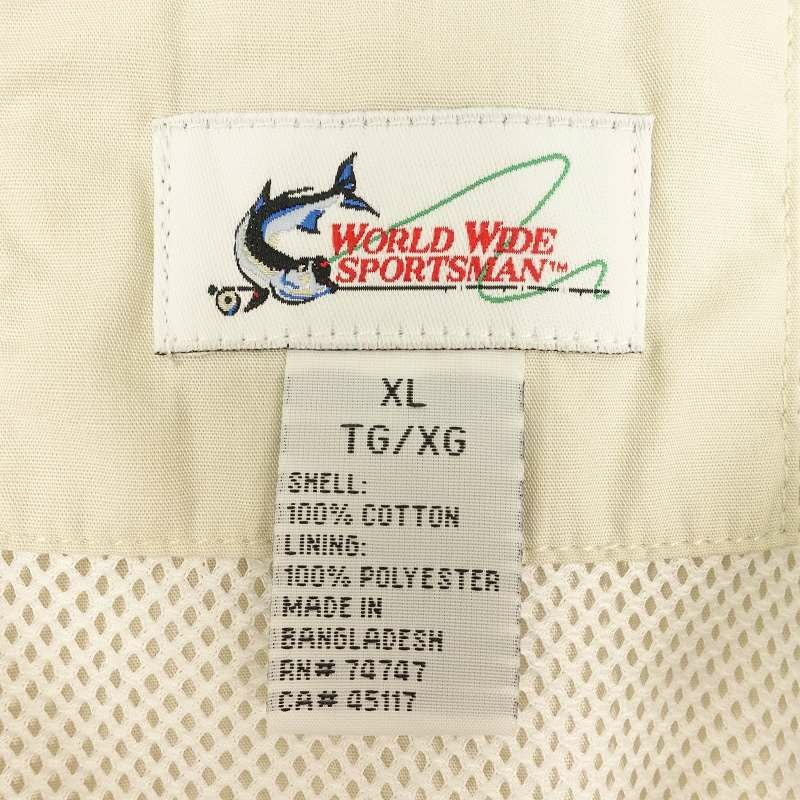 WORLD WIDE
SPORTSMAN™
XL
TG/XG
SHELL:
100% COTTON
LINING:
100% POLYESTER
MADE IN
BANGLADESH
RN# 74747
CA# 45117